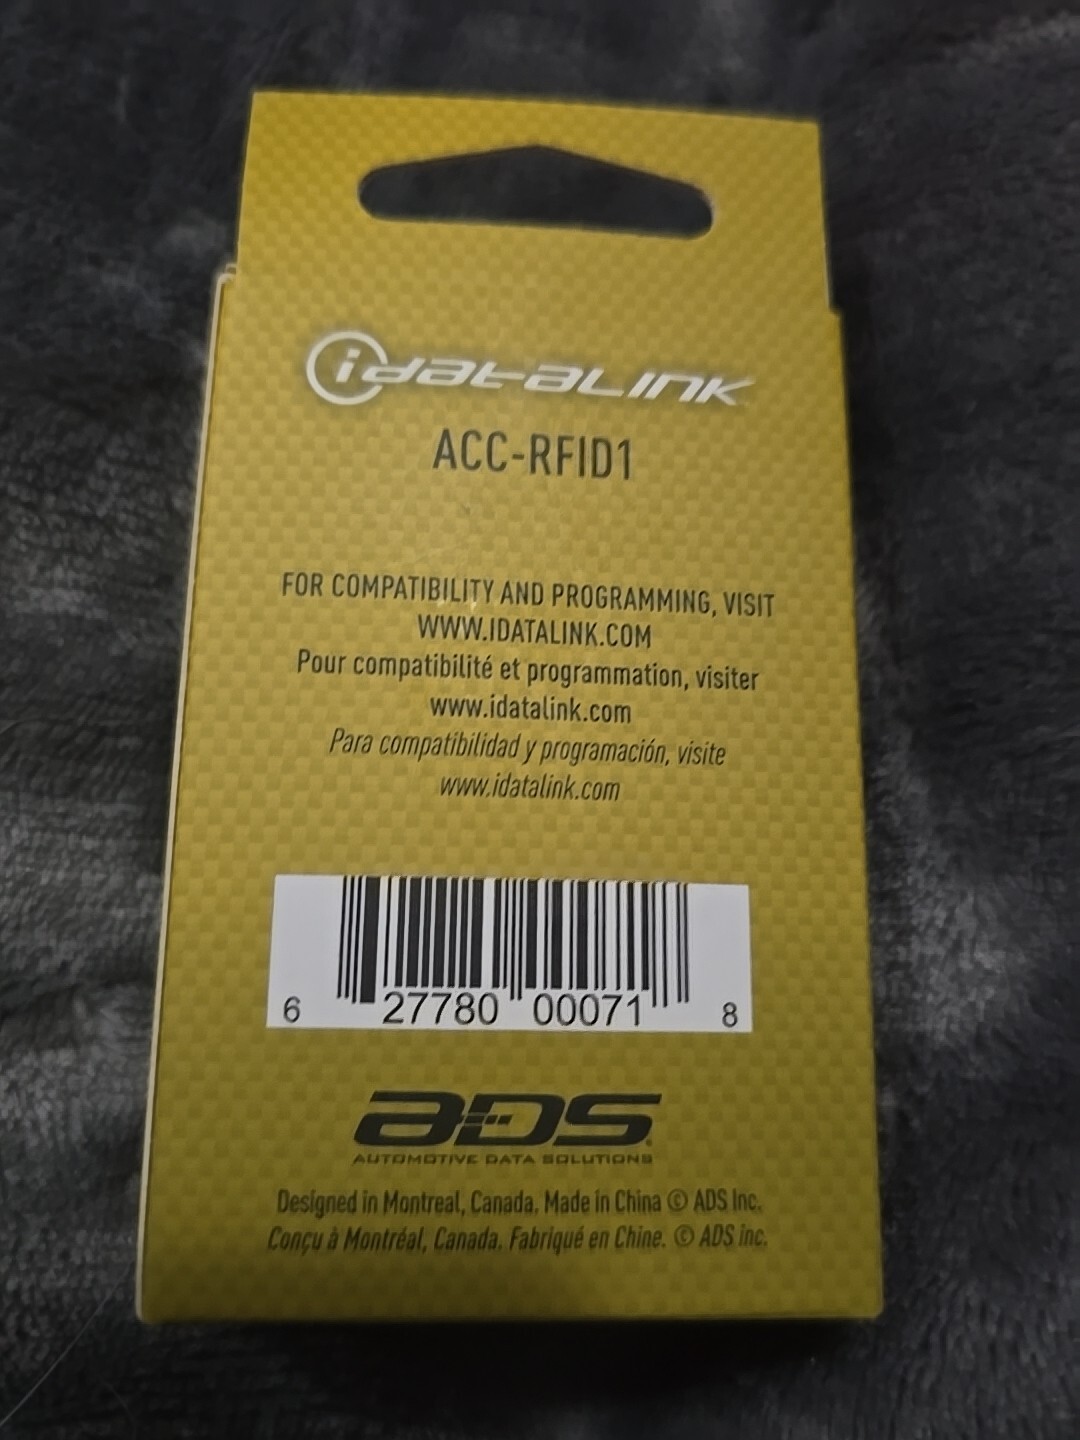 idatalink
ACC-RFID1
FOR COMPATIBILITY AND PROGRAMMING, VISIT
WWW.IDATALINK.COM
Pour compatibilité et programmation, visiter
www.idatalink.com
Para compatibilidad y programación, visite
www.idatalink.com
6 27780 00071 8
ADS
AUTOMOTIVE DATA SOLUTIONS
Designed in Montreal, Canada. Made in China © ADS Inc.
Conçu à Montréal, Canada. Fabriqué en Chine. © ADS inc.